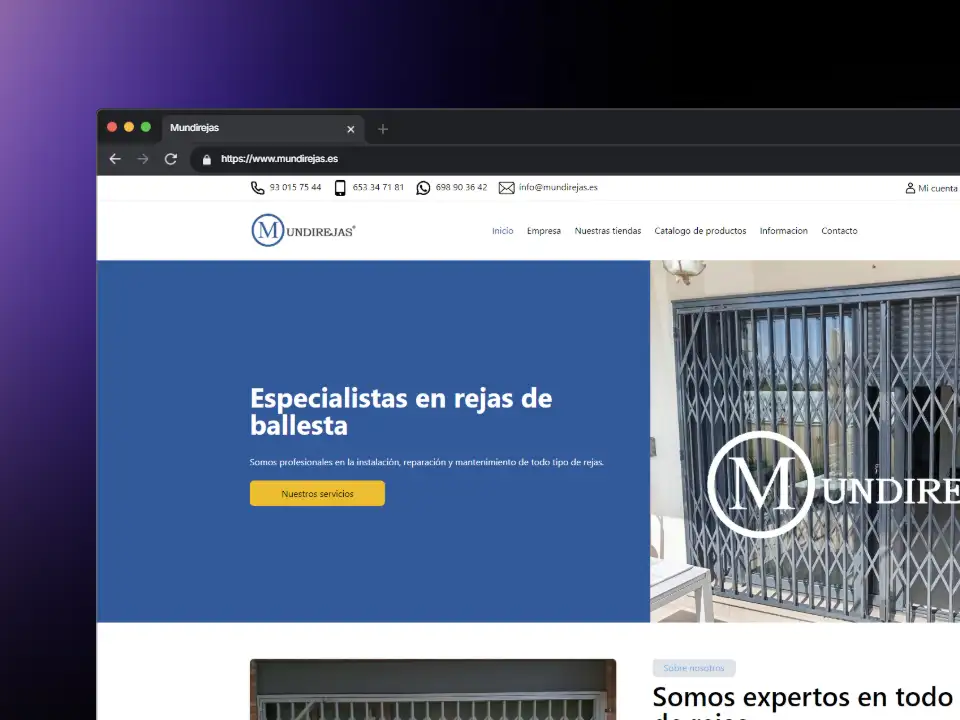 Mundirejas
https://www.mundirejas.es
93 015 75 44 653 34 71 81 698 90 36 42 info@mundirejas.es Mi cuenta
MUNDIREJAS®
Inicio Empresa Nuestras tiendas Catalogo de productos Informacion Contacto
Especialistas en rejas de
ballesta
Somos profesionales en la instalación, reparación y mantenimiento de todo tipo de rejas.
Nuestros servicios
MUNDIRE
Sobre nosotros
Somos expertos en todo
de rejas